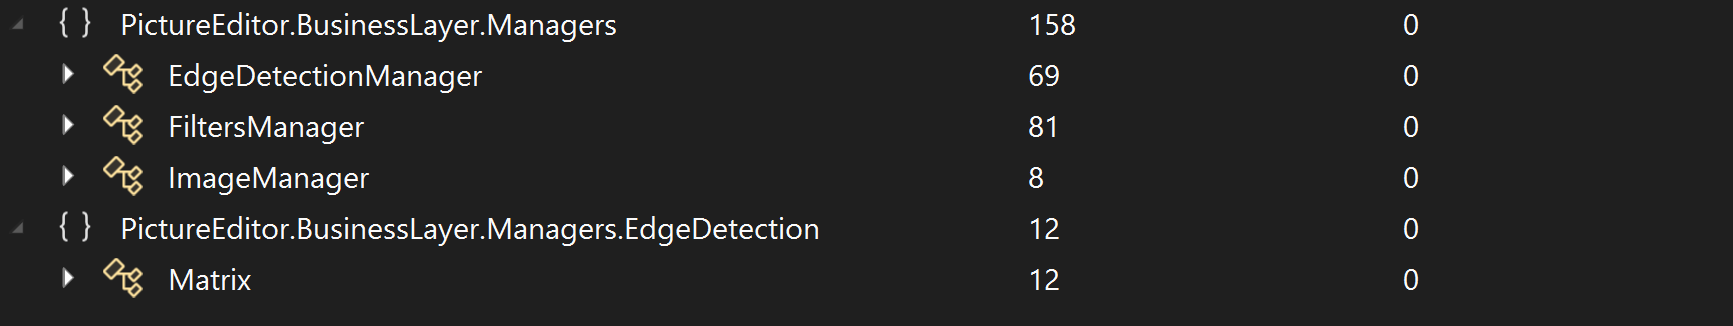 { } PictureEditor.BusinessLayer.Managers 158 0
EdgeDetectionManager 69 0
FiltersManager 81 0
ImageManager 8 0
{ } PictureEditor.BusinessLayer.Managers.EdgeDetection 12 0
Matrix 12 0